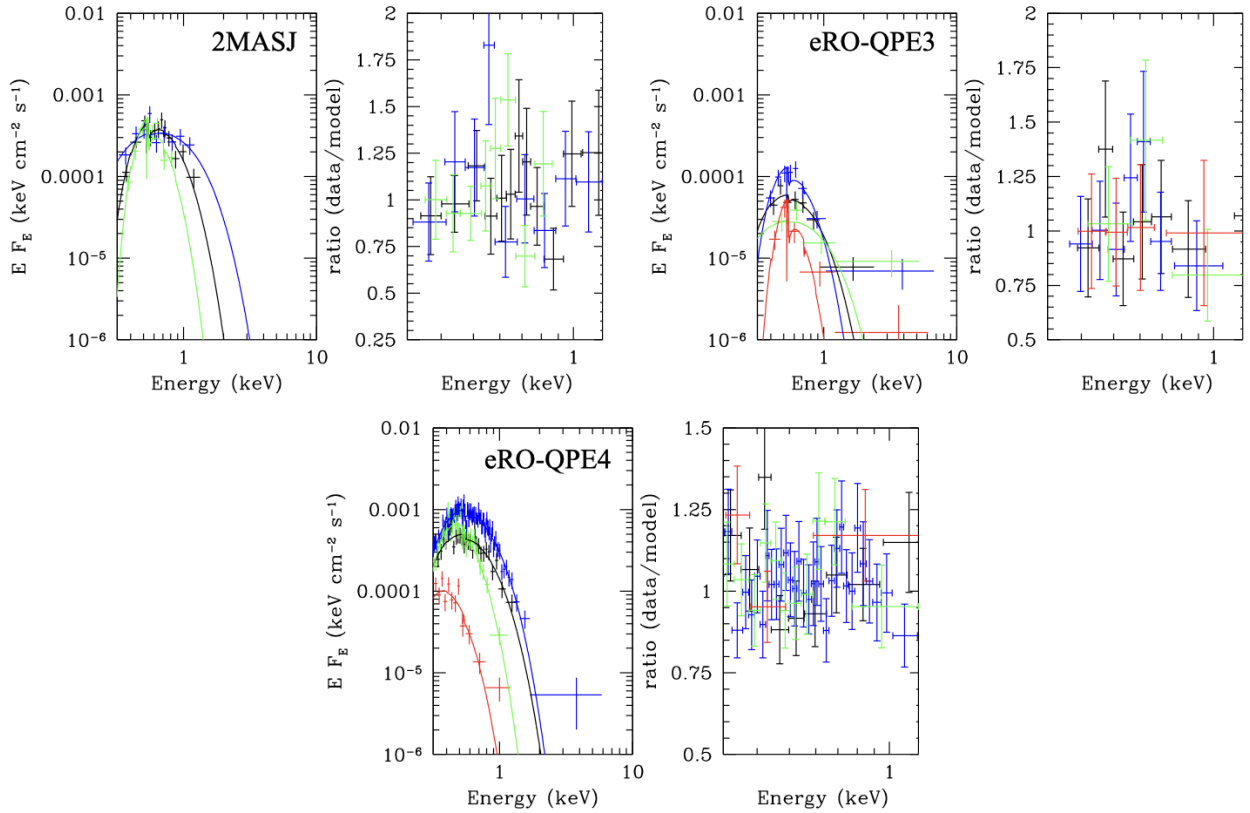 2MASJ
E F_E (keV cm⁻² s⁻¹)
0.01
0.001
0.0001
10⁻⁵
10⁻⁶
1
10
Energy (keV)
ratio (data/model)
2
1.75
1.5
1.25
1
0.75
0.5
0.25
1
Energy (keV)
eRO-QPE3
E F_E (keV cm⁻² s⁻¹)
0.01
0.001
0.0001
10⁻⁵
10⁻⁶
1
10
Energy (keV)
ratio (data/model)
2
1.75
1.5
1.25
1
0.75
0.5
1
Energy (keV)
eRO-QPE4
E F_E (keV cm⁻² s⁻¹)
0.01
0.001
0.0001
10⁻⁵
10⁻⁶
1
10
Energy (keV)
ratio (data/model)
1.5
1.25
1
0.75
0.5
1
Energy (keV)